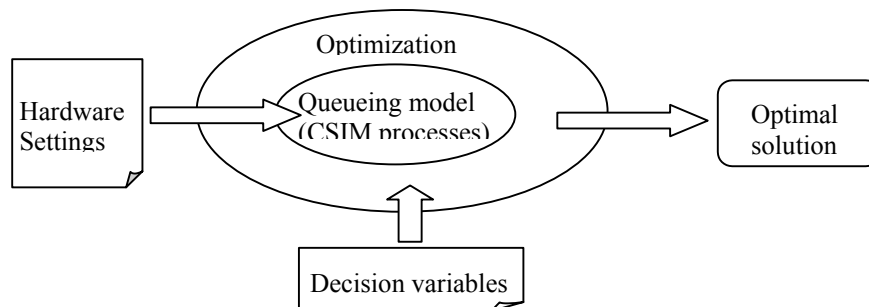 Optimization
Hardware
Settings
Queueing model
(CSIM processes)
Optimal
solution
Decision variables